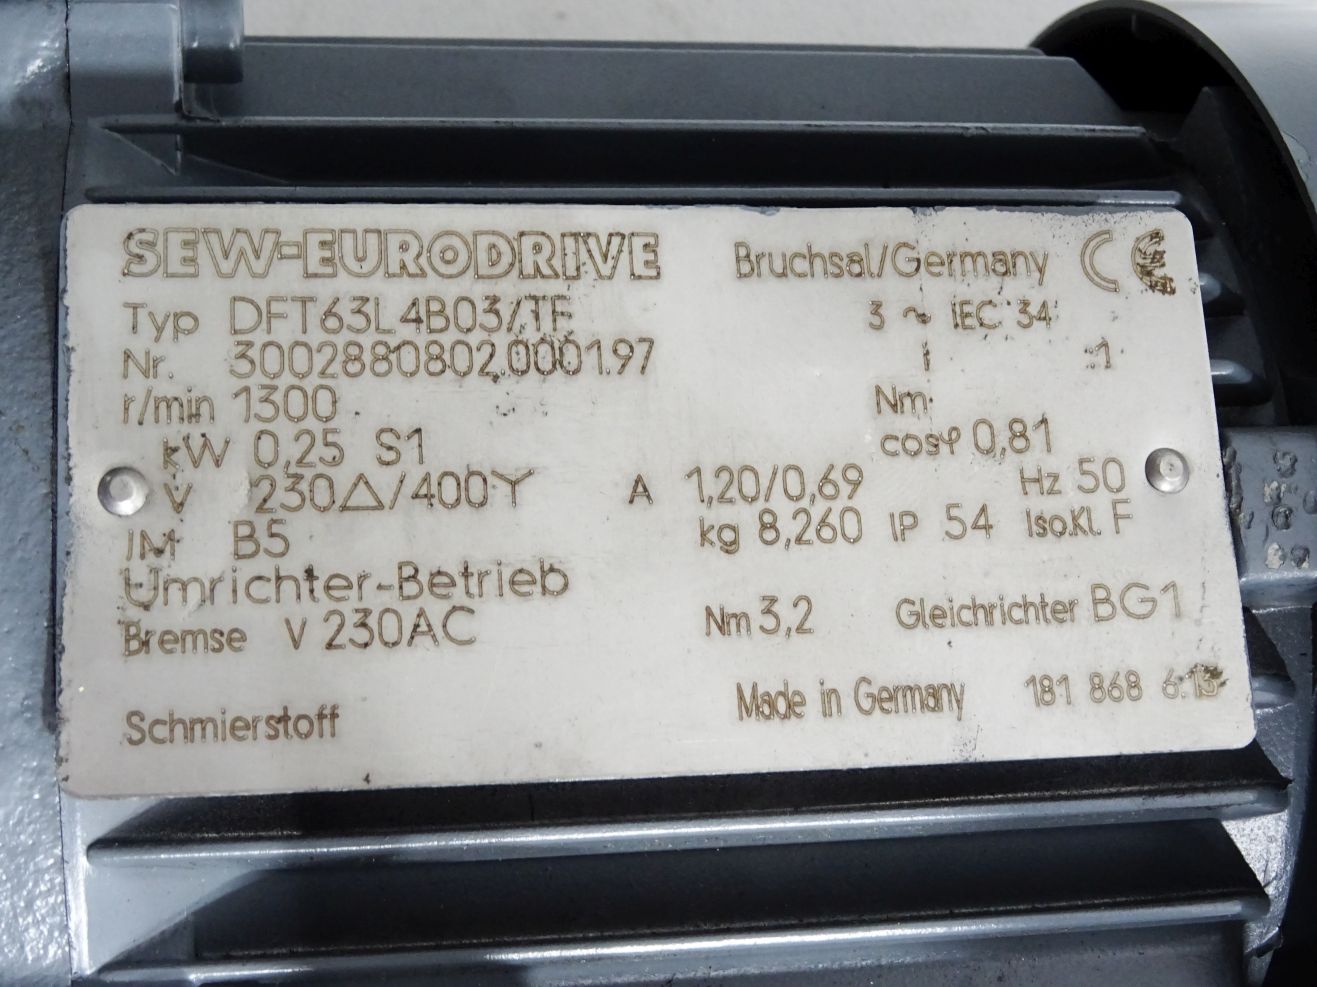 SEW-EURODRIVE Bruchsal/Germany CE
Typ DFT63L4B03/TF 3 ~ IEC 34
Nr. 3002880802.0001.97 i :1
r/min 1300 Nm
kW 0,25 S1 cosφ 0,81
V 230△/400Y A 1,20/0,69 Hz 50
IM B5 kg 8,260 IP 54 Iso.Kl. F
Umrichter-Betrieb
Bremse V 230AC Nm 3,2 Gleichrichter BG1
Schmierstoff Made in Germany 181 868 6.13